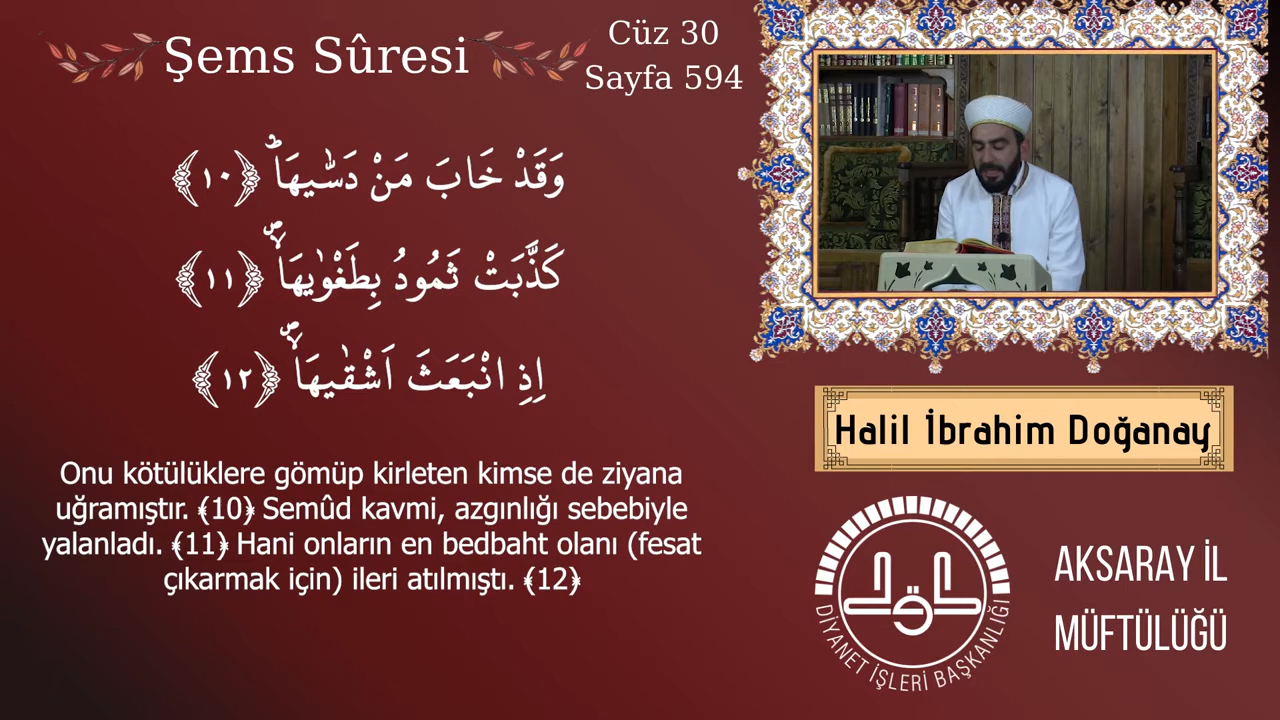 Şems Sûresi
Cüz 30
Sayfa 594
وَقَدْ خَابَ مَنْ دَسّٰيهَاۜ ﴿١٠﴾
كَذَّبَتْ ثَمُودُ بِطَغْوٰيهَاۙۖ ﴿١١﴾
اِذِ انْبَعَثَ اَشْقٰيهَاۙۖ ﴿١٢﴾
Onu kötülüklere gömüp kirleten kimse de ziyana
uğramıştır. ﴾10﴿ Semûd kavmi, azgınlığı sebebiyle
yalanladı. ﴾11﴿ Hani onların en bedbaht olanı (fesat
çıkarmak için) ileri atılmıştı. ﴾12﴿
Halil İbrahim Doğanay
DİYANET İŞLERİ BAŞKANLIĞI
AKSARAY İL
MÜFTÜLÜĞÜ